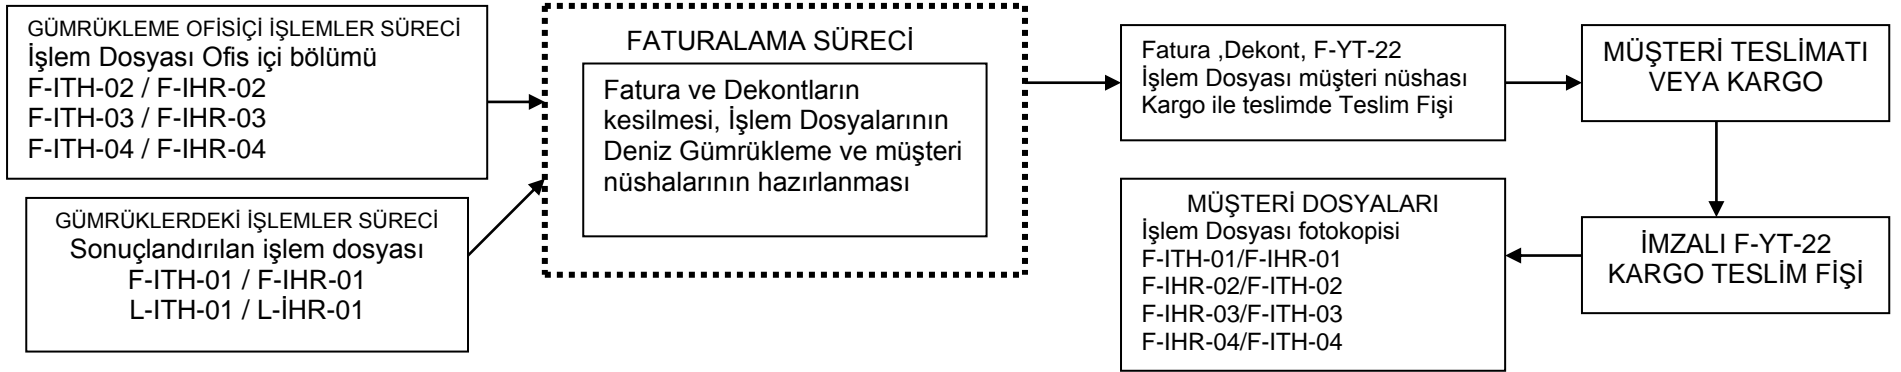 GÜMRÜKLEME OFİSİÇİ İŞLEMLER SÜRECİ
İşlem Dosyası Ofis içi bölümü
F-ITH-02 / F-IHR-02
F-ITH-03 / F-IHR-03
F-ITH-04 / F-IHR-04
GÜMRÜKLERDEKİ İŞLEMLER SÜRECİ
Sonuçlandırılan işlem dosyası
F-ITH-01 / F-IHR-01
L-ITH-01 / L-İHR-01
FATURALAMA SÜRECİ
Fatura ve Dekontların
kesilmesi, İşlem Dosyalarının
Deniz Gümrükleme ve müşteri
nüshalarının hazırlanması
Fatura ,Dekont, F-YT-22
İşlem Dosyası müşteri nüshası
Kargo ile teslimde Teslim Fişi
MÜŞTERİ TESLİMATI
VEYA KARGO
İMZALI F-YT-22
KARGO TESLİM FİŞİ
MÜŞTERİ DOSYALARI
İşlem Dosyası fotokopisi
F-ITH-01/F-IHR-01
F-IHR-02/F-ITH-02
F-IHR-03/F-ITH-03
F-IHR-04/F-ITH-04